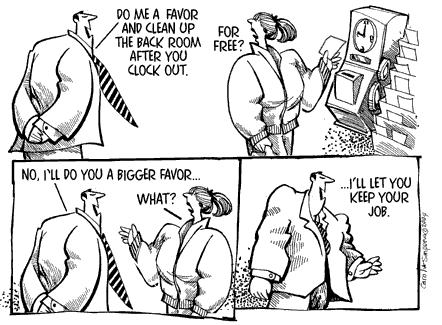 DO ME A FAVOR
AND CLEAN UP
THE BACK ROOM
AFTER YOU
CLOCK OUT.
FOR
FREE?
NO, I'LL DO YOU A BIGGER FAVOR...
WHAT?
...I'LL LET YOU
KEEP YOUR
JOB.